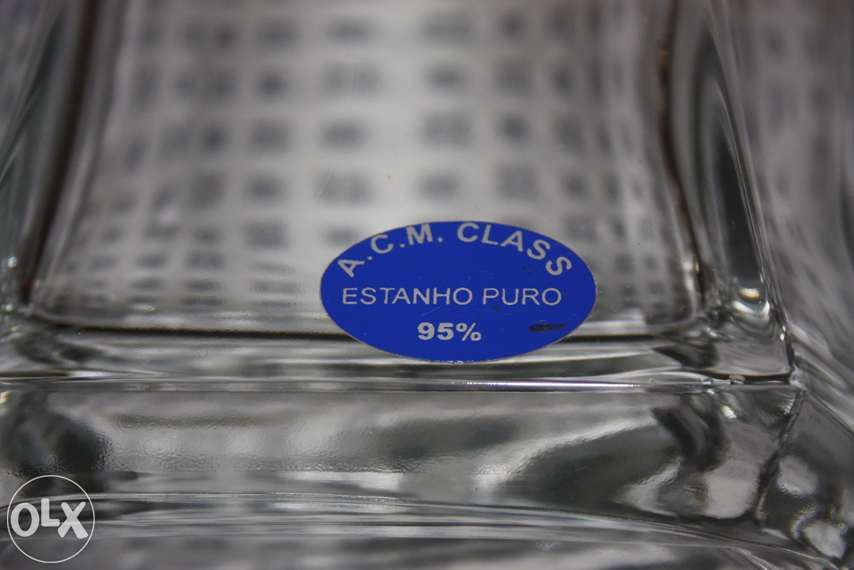 A.C.M. CLASS
ESTANHO PURO
95%
OLX